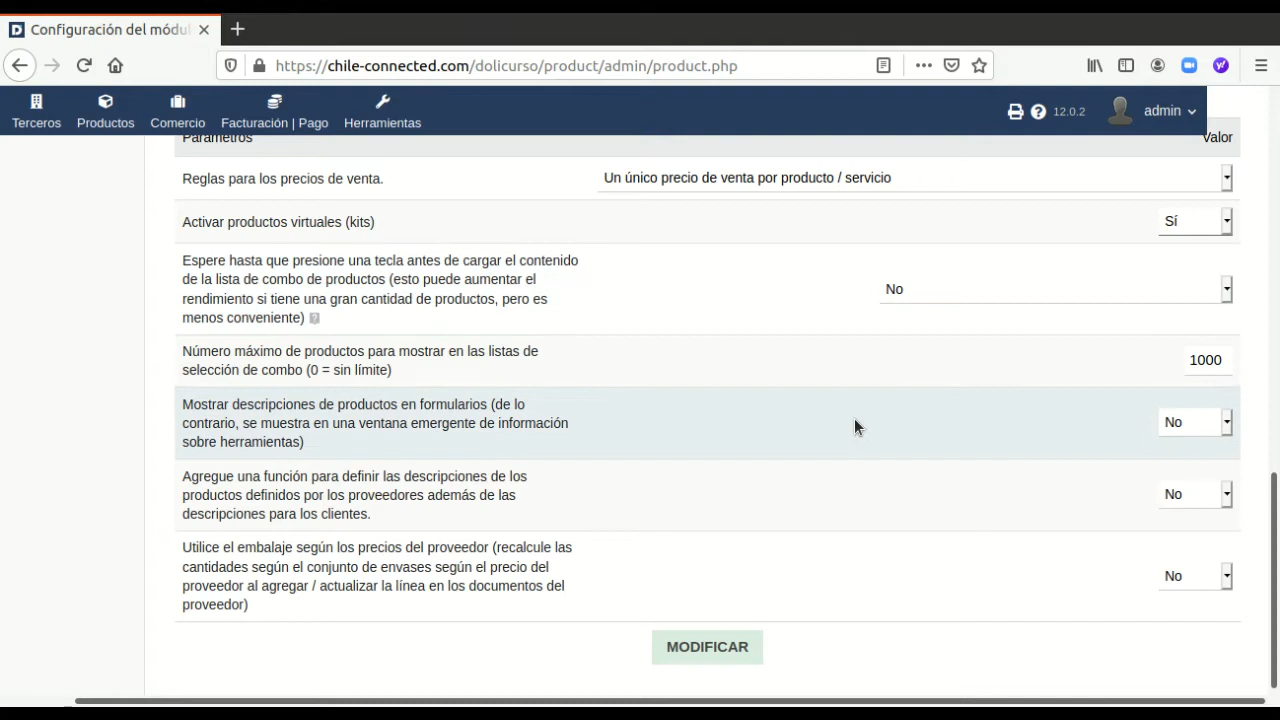 Configuración del módul
https://chile-connected.com/dolicurso/product/admin/product.php
Terceros
Productos
Comercio
Facturación | Pago
Herramientas
12.0.2
admin
Parámetros
Valor
Reglas para los precios de venta.
Un único precio de venta por producto / servicio
Activar productos virtuales (kits)
Sí
Espere hasta que presione una tecla antes de cargar el contenido
de la lista de combo de productos (esto puede aumentar el
rendimiento si tiene una gran cantidad de productos, pero es
menos conveniente)
No
Número máximo de productos para mostrar en las listas de
selección de combo (0 = sin límite)
1000
Mostrar descripciones de productos en formularios (de lo
contrario, se muestra en una ventana emergente de información
sobre herramientas)
No
Agregue una función para definir las descripciones de los
productos definidos por los proveedores además de las
descripciones para los clientes.
No
Utilice el embalaje según los precios del proveedor (recalcule las
cantidades según el conjunto de envases según el precio del
proveedor al agregar / actualizar la línea en los documentos del
proveedor)
No
MODIFICAR